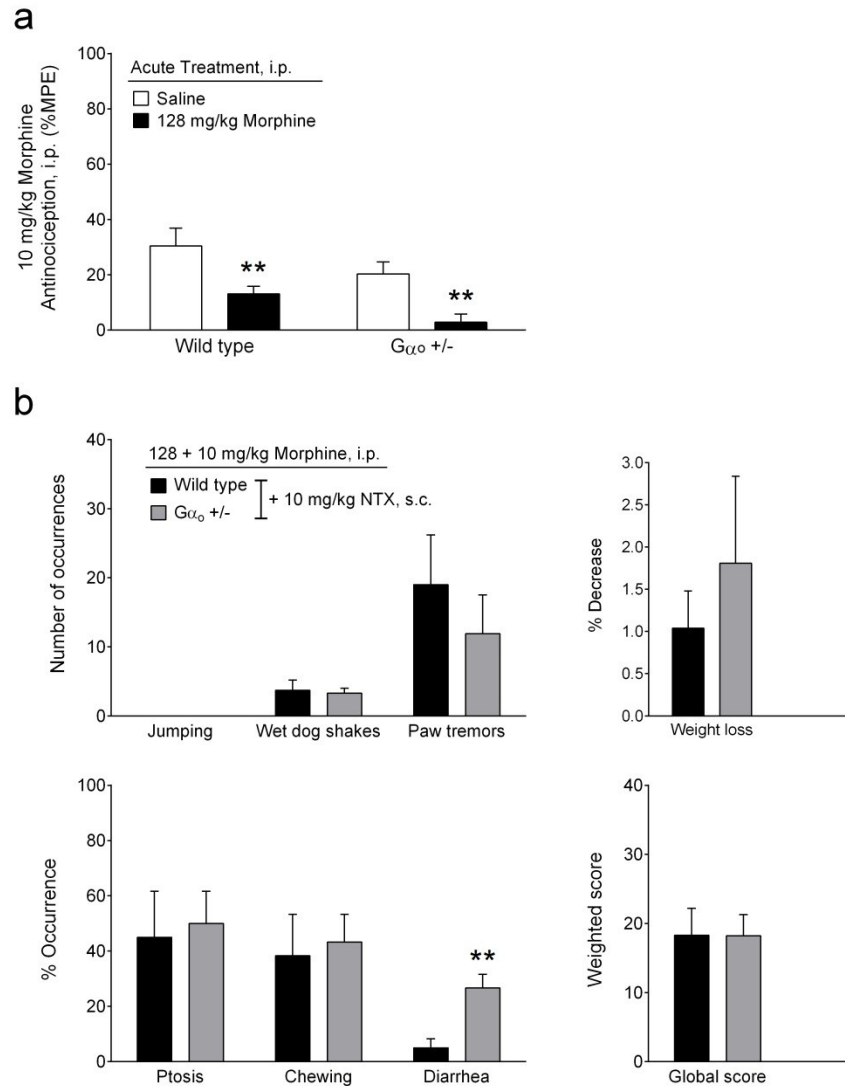 a
10 mg/kg Morphine
Antinociception, i.p. (%MPE)
100
80
60
40
20
0
Acute Treatment, i.p.
Saline
128 mg/kg Morphine
**
**
Wild type
Gαo +/-
b
Number of occurrences
40
30
20
10
0
128 + 10 mg/kg Morphine, i.p.
Wild type
Gαo +/-
+ 10 mg/kg NTX, s.c.
Jumping
Wet dog shakes
Paw tremors
% Decrease
3.0
2.5
2.0
1.5
1.0
0.5
0.0
Weight loss
% Occurrence
100
80
60
40
20
0
**
Ptosis
Chewing
Diarrhea
Weighted score
40
30
20
10
0
Global score